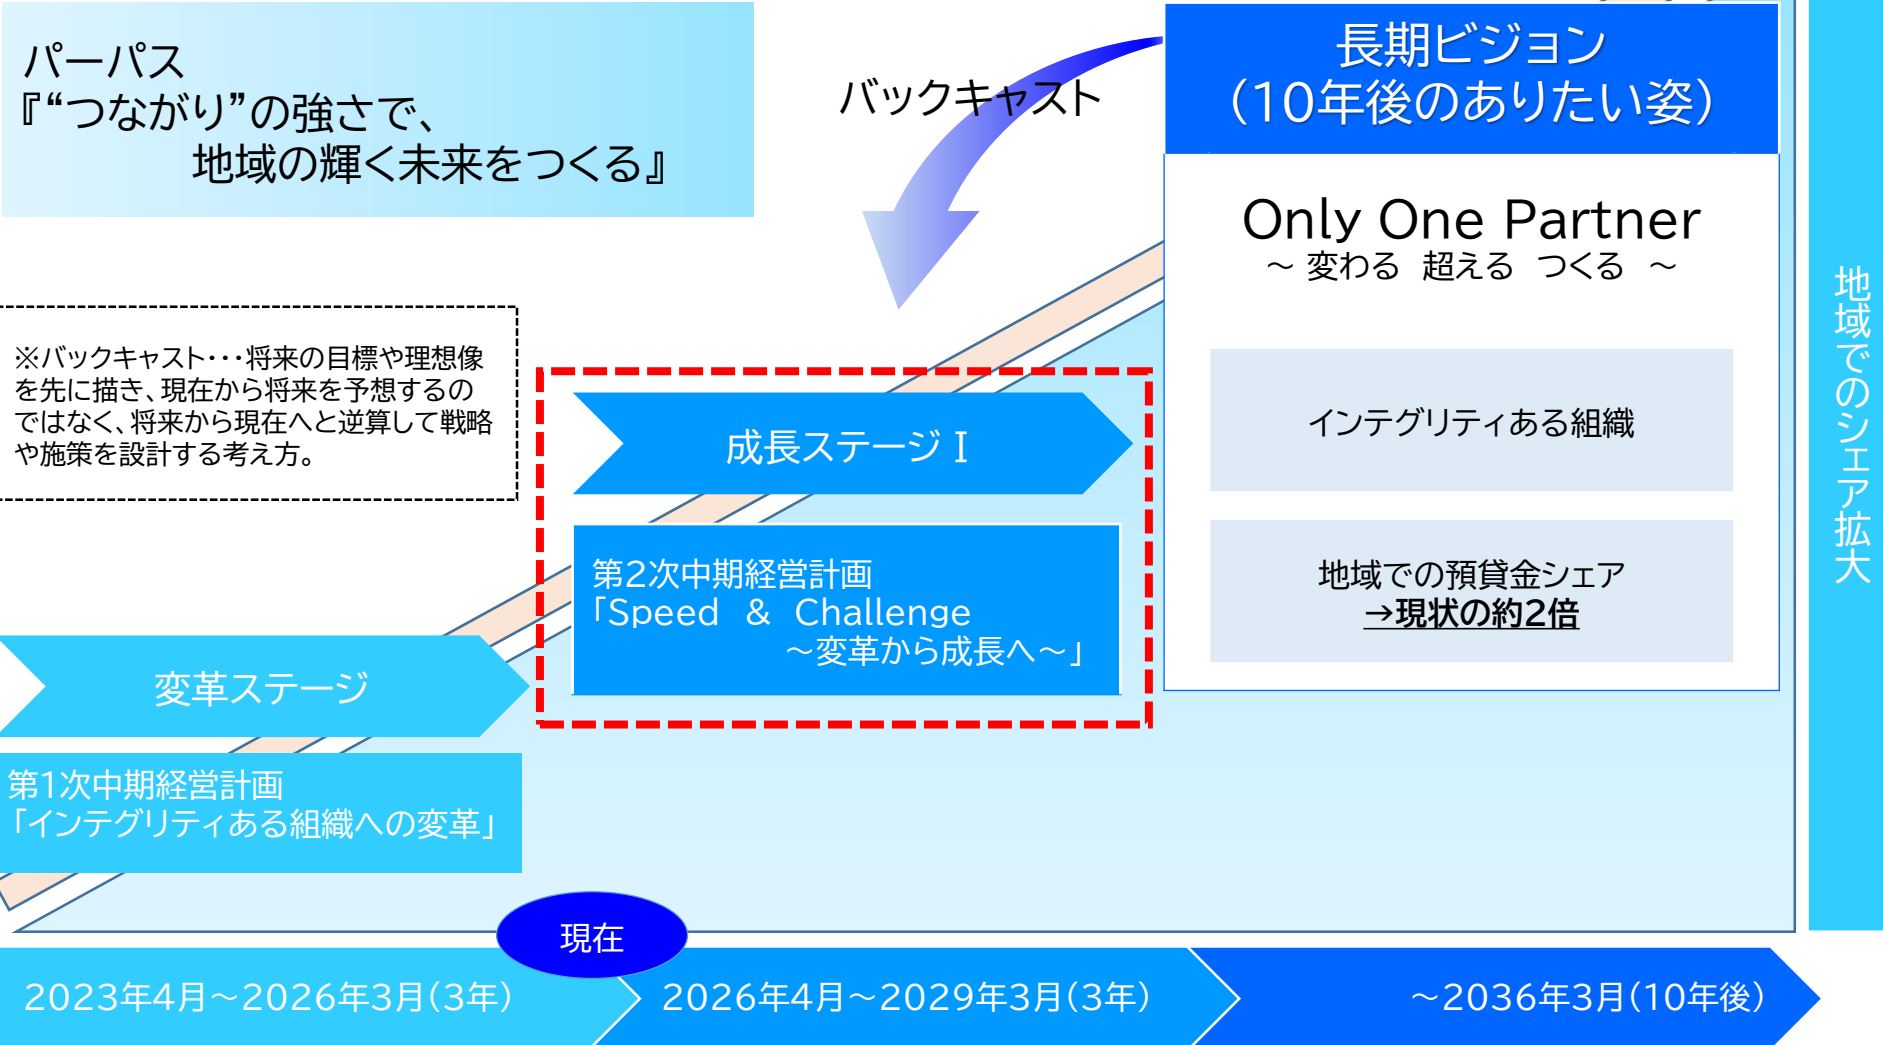 パーパス
『“つながり”の強さで、
地域の輝く未来をつくる』
バックキャスト
長期ビジョン
（10年後のありたい姿）
Only One Partner
～ 変わる 超える つくる ～
インテグリティある組織
地域での預貸金シェア
→現状の約2倍
地域でのシェア拡大
※バックキャスト・・・将来の目標や理想像
を先に描き、現在から将来を予想するの
ではなく、将来から現在へと逆算して戦略
や施策を設計する考え方。
成長ステージⅠ
第2次中期経営計画
「Speed & Challenge
～変革から成長へ～」
変革ステージ
第1次中期経営計画
「インテグリティある組織への変革」
現在
2023年4月～2026年3月(3年)
2026年4月～2029年3月(3年)
～2036年3月(10年後)